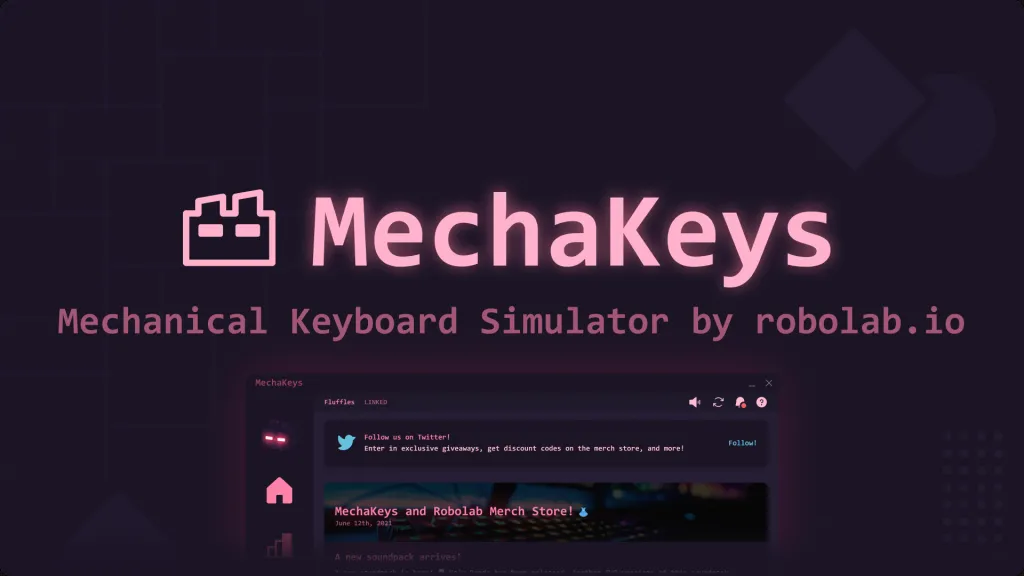 MechaKeys
Mechanical Keyboard Simulator by robolab.io
MechaKeys
Fluffles LINKED
Follow us on Twitter!
Enter in exclusive giveaways, get discount codes on the merch store, and more!
Follow!
MechaKeys and Robolab Merch Store!
June 12th, 2021
A new soundpack arrives!